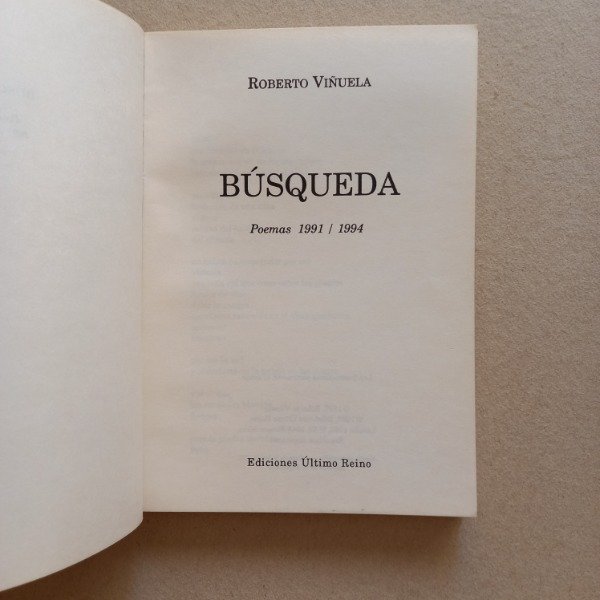 ROBERTO VIÑUELA
BÚSQUEDA
Poemas 1991 / 1994
Ediciones Último Reino